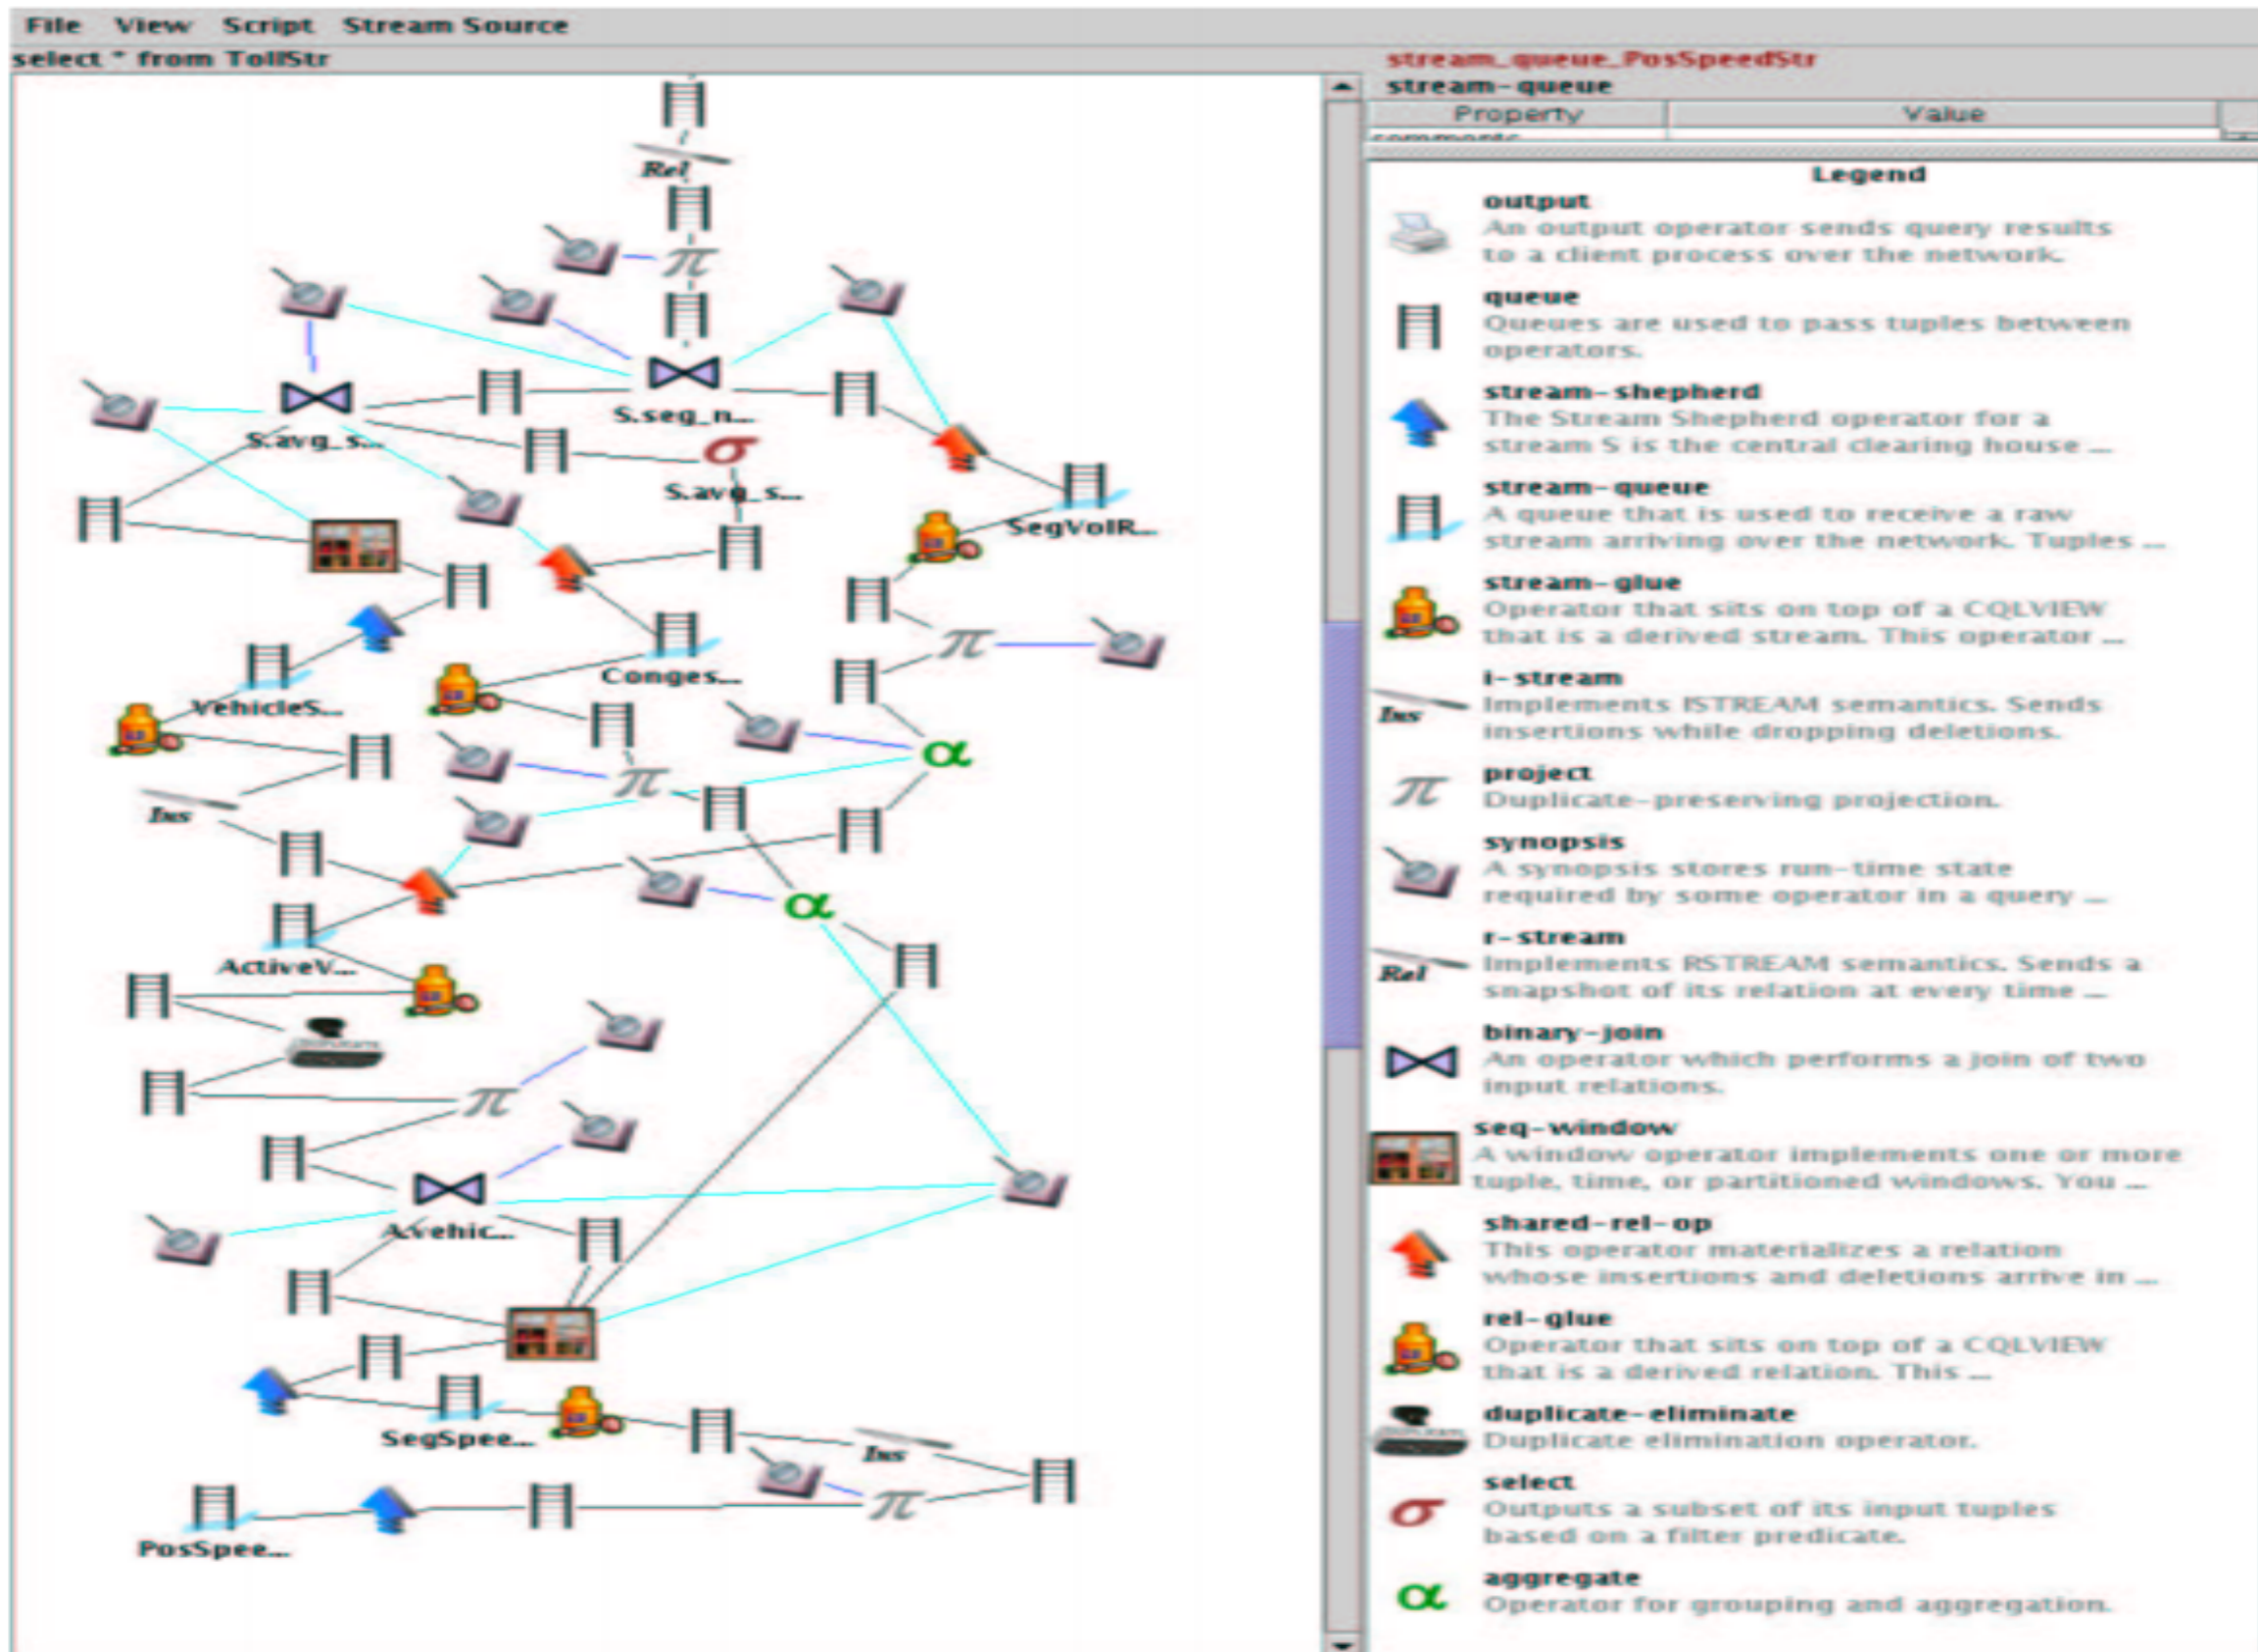 File View Script Stream Source
select * from TollStr
stream_queue_PosSpeedStr
stream-queue
Property Value
comments
Rel
S.seg_n...
S.avg_s...
S.avg_s...
SegVolR...
Conges...
VehicleS...
Ins
ActiveV...
A.vehic...
SegSpee...
Ins
PosSpee...
Legend
output
An output operator sends query results
to a client process over the network.
queue
Queues are used to pass tuples between
operators.
stream-shepherd
The Stream Shepherd operator for a
stream S is the central clearing house ...
stream-queue
A queue that is used to receive a raw
stream arriving over the network. Tuples ...
stream-glue
Operator that sits on top of a CQLVIEW
that is a derived stream. This operator ...
i-stream
Ins
Implements ISTREAM semantics. Sends
insertions while dropping deletions.
π
project
Duplicate-preserving projection.
synopsis
A synopsis stores run-time state
required by some operator in a query ...
r-stream
Rel
Implements RSTREAM semantics. Sends a
snapshot of its relation at every time ...
binary-join
An operator which performs a join of two
input relations.
seq-window
A window operator implements one or more
tuple, time, or partitioned windows. You ...
shared-rel-op
This operator materializes a relation
whose insertions and deletions arrive in ...
rel-glue
Operator that sits on top of a CQLVIEW
that is a derived relation. This ...
duplicate-eliminate
Duplicate elimination operator.
select
σ
Outputs a subset of its input tuples
based on a filter predicate.
aggregate
α
Operator for grouping and aggregation.